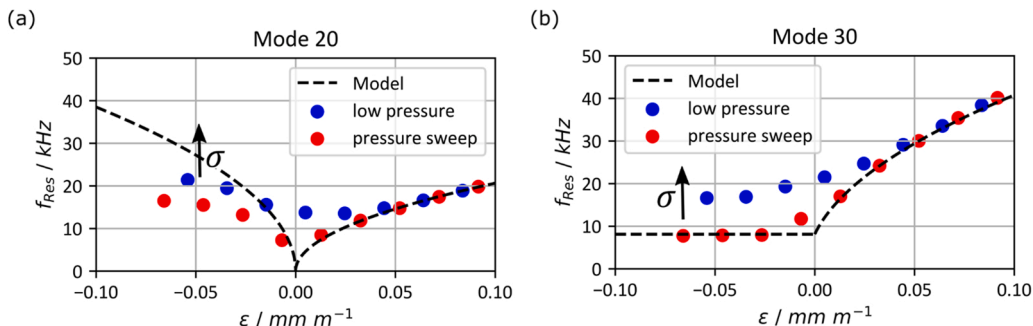 (a)
Mode 20
50
40
30
20
10
0
f_Res / kHz
−0.10
−0.05
0.00
0.05
0.10
ε / mm m⁻¹
Model
low pressure
pressure sweep
σ
(b)
Mode 30
50
40
30
20
10
0
f_Res / kHz
−0.10
−0.05
0.00
0.05
0.10
ε / mm m⁻¹
Model
low pressure
pressure sweep
σ